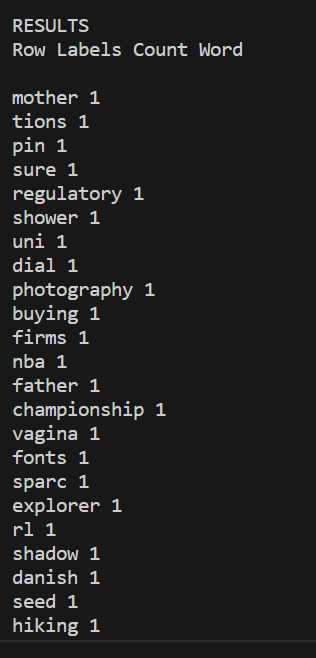 RESULTS
Row Labels Count Word
mother 1
tions 1
pin 1
sure 1
regulatory 1
shower 1
uni 1
dial 1
photography 1
buying 1
firms 1
nba 1
father 1
championship 1
vagina 1
fonts 1
sparc 1
explorer 1
rl 1
shadow 1
danish 1
seed 1
hiking 1